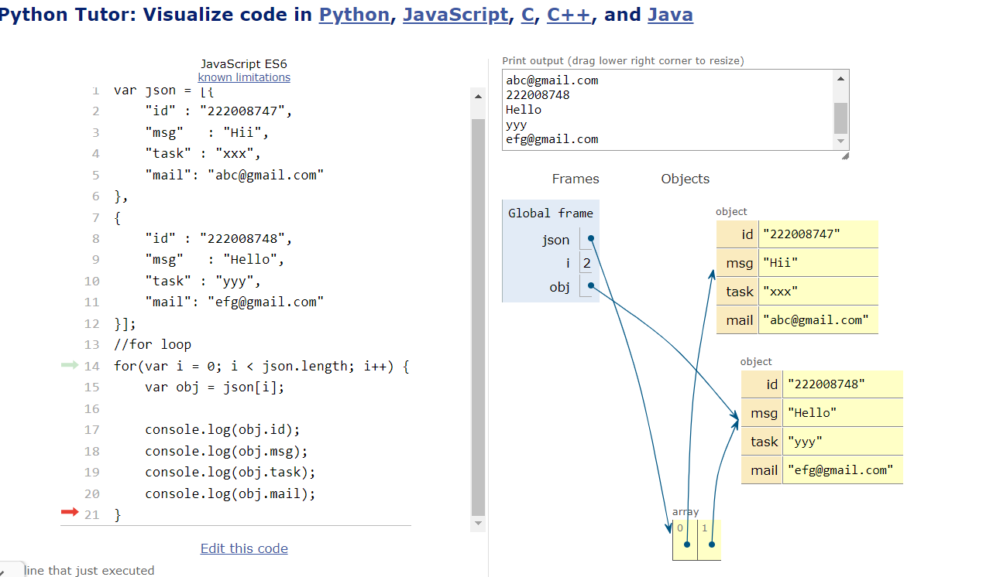 Python Tutor: Visualize code in Python, JavaScript, C, C++, and Java
JavaScript ES6
known limitations
1 var json = [{
2 "id" : "222008747",
3 "msg" : "Hii",
4 "task" : "xxx",
5 "mail": "abc@gmail.com"
6 },
7 {
8 "id" : "222008748",
9 "msg" : "Hello",
10 "task" : "yyy",
11 "mail": "efg@gmail.com"
12 }];
13 //for loop
14 for(var i = 0; i < json.length; i++) {
15 var obj = json[i];
16
17 console.log(obj.id);
18 console.log(obj.msg);
19 console.log(obj.task);
20 console.log(obj.mail);
21 }
Edit this code
line that just executed
Print output (drag lower right corner to resize)
abc@gmail.com
222008748
Hello
yyy
efg@gmail.com
Frames Objects
Global frame
json
i 2
obj
object
id "222008747"
msg "Hii"
task "xxx"
mail "abc@gmail.com"
object
id "222008748"
msg "Hello"
task "yyy"
mail "efg@gmail.com"
array
0 1